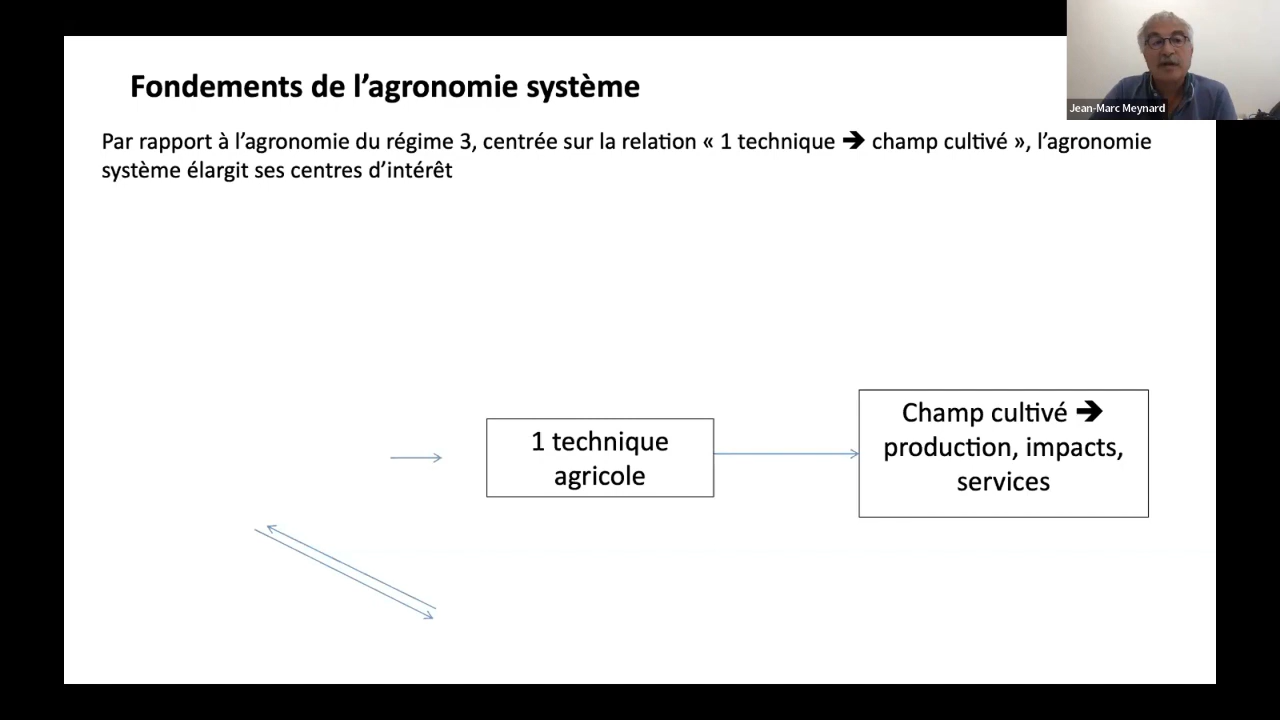 Fondements de l’agronomie système
Jean-Marc Meynard
Par rapport à l’agronomie du régime 3, centrée sur la relation « 1 technique ➔ champ cultivé », l’agronomie
système élargit ses centres d’intérêt
1 technique
agricole
Champ cultivé ➔
production, impacts,
services